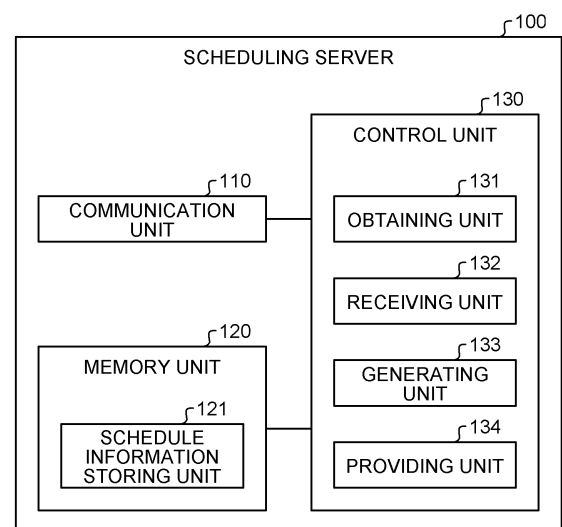 100
SCHEDULING SERVER
130
CONTROL UNIT
110
COMMUNICATION
UNIT
131
OBTAINING UNIT
132
RECEIVING UNIT
120
MEMORY UNIT
133
GENERATING
UNIT
121
SCHEDULE
INFORMATION
STORING UNIT
134
PROVIDING UNIT